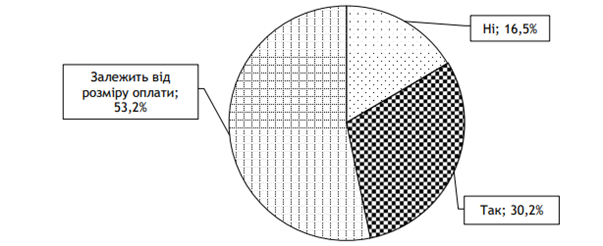 Ні; 16,5%
Залежить від
розміру оплати;
53,2%
Так; 30,2%